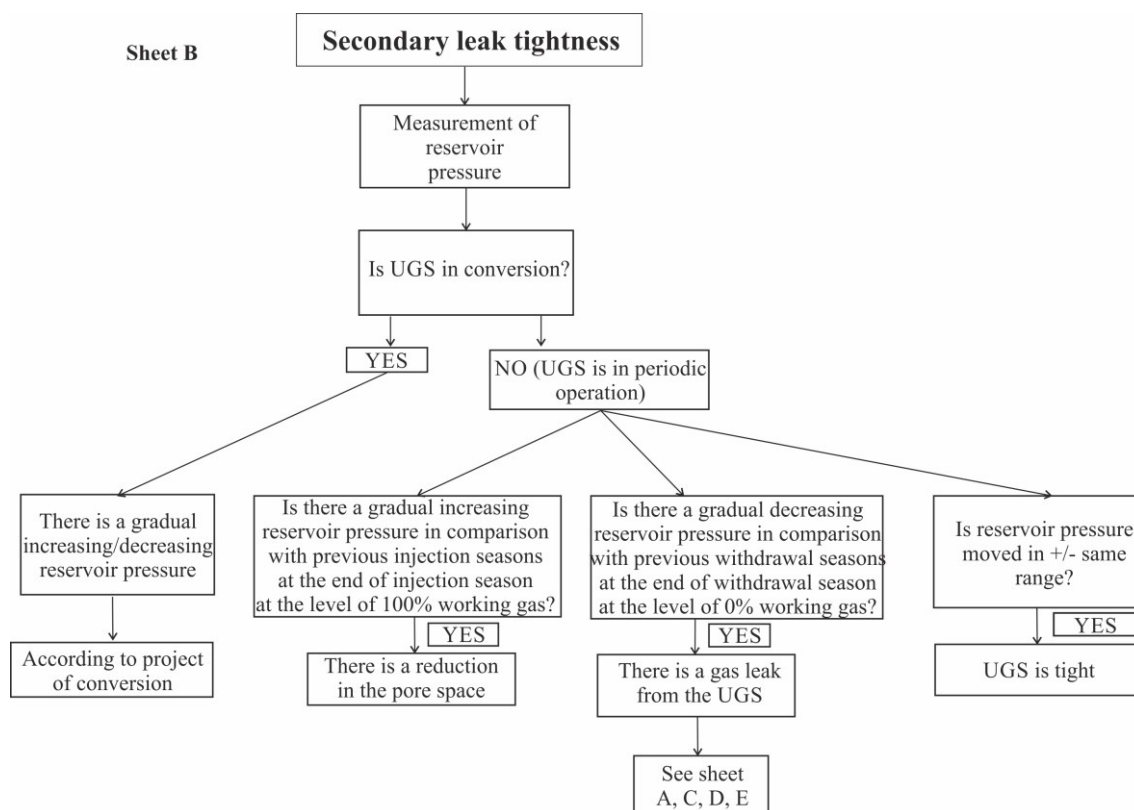 Sheet B
Secondary leak tightness
Measurement of
reservoir
pressure
Is UGS in conversion?
YES
NO (UGS is in periodic
operation)
There is a gradual
increasing/decreasing
reservoir pressure
Is there a gradual increasing
reservoir pressure in comparison
with previous injection seasons
at the end of injection season
at the level of 100% working gas?
Is there a gradual decreasing
reservoir pressure in comparison
with previous withdrawal seasons
at the end of withdrawal season
at the level of 0% working gas?
Is reservoir pressure
moved in +/- same
range?
YES
YES
YES
According to project
of conversion
There is a reduction
in the pore space
There is a gas leak
from the UGS
UGS is tight
See sheet
A, C, D, E